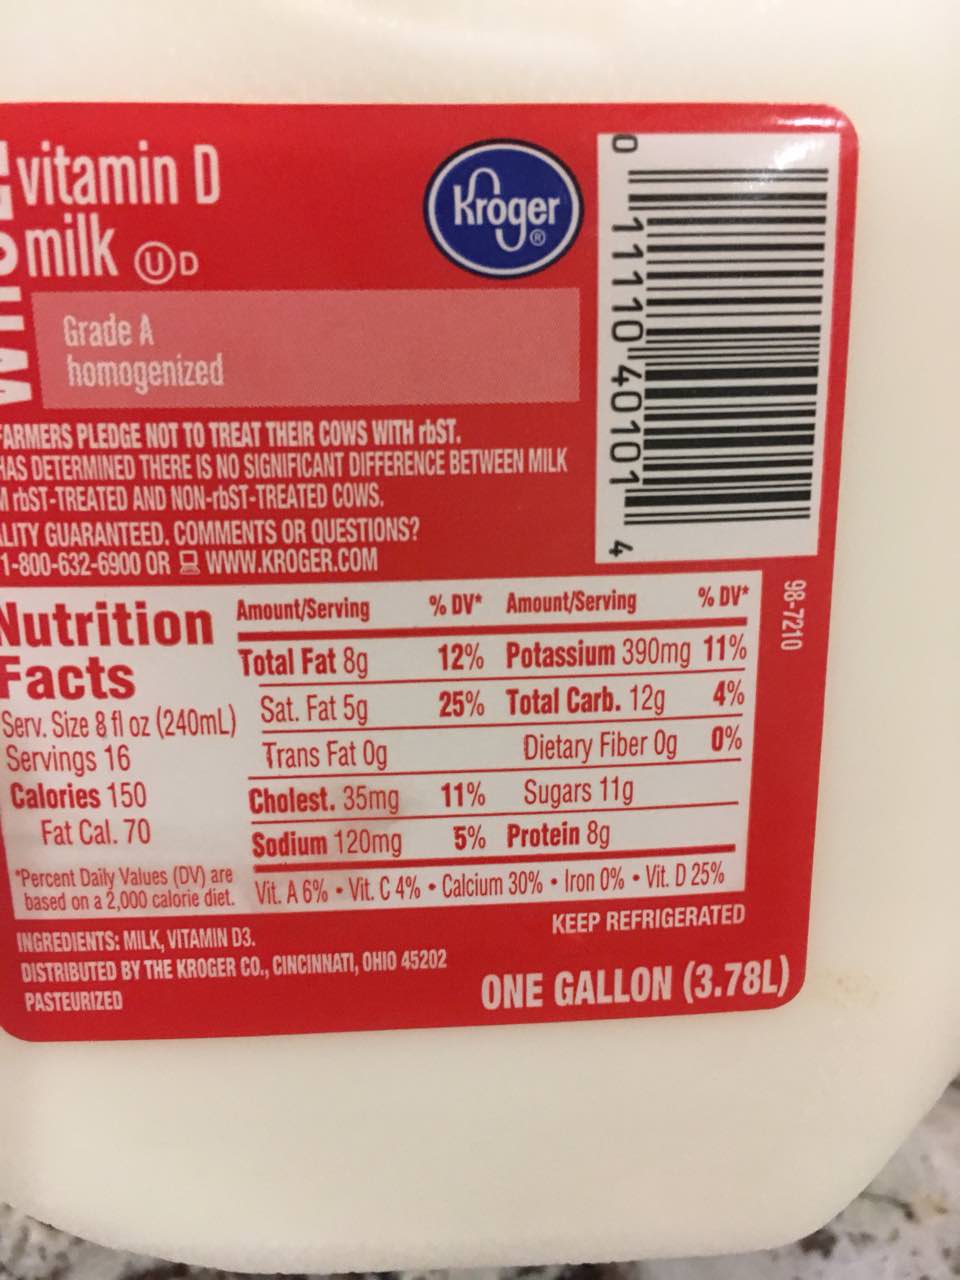 vitamin D
milk Ⓤ D
Kröger ®
Grade A
homogenized
FARMERS PLEDGE NOT TO TREAT THEIR COWS WITH rbST.
HAS DETERMINED THERE IS NO SIGNIFICANT DIFFERENCE BETWEEN MILK
rbST-TREATED AND NON-rbST-TREATED COWS.
GUARANTEED. COMMENTS OR QUESTIONS?
1-800-632-6900 OR WWW.KROGER.COM
0 11110 40101 4
98-7210
Nutrition
Facts
Serv. Size 8 fl oz (240mL)
Servings 16
Calories 150
Fat Cal. 70
*Percent Daily Values (DV) are
based on a 2,000 calorie diet.
Amount/Serving % DV* Amount/Serving % DV*
Total Fat 8g 12% Potassium 390mg 11%
Sat. Fat 5g 25% Total Carb. 12g 4%
Trans Fat 0g Dietary Fiber 0g 0%
Cholest. 35mg 11% Sugars 11g
Sodium 120mg 5% Protein 8g
Vit. A 6% • Vit. C 4% • Calcium 30% • Iron 0% • Vit. D 25%
INGREDIENTS: MILK, VITAMIN D3.
DISTRIBUTED BY THE KROGER CO., CINCINNATI, OHIO 45202
PASTEURIZED
KEEP REFRIGERATED
ONE GALLON (3.78L)